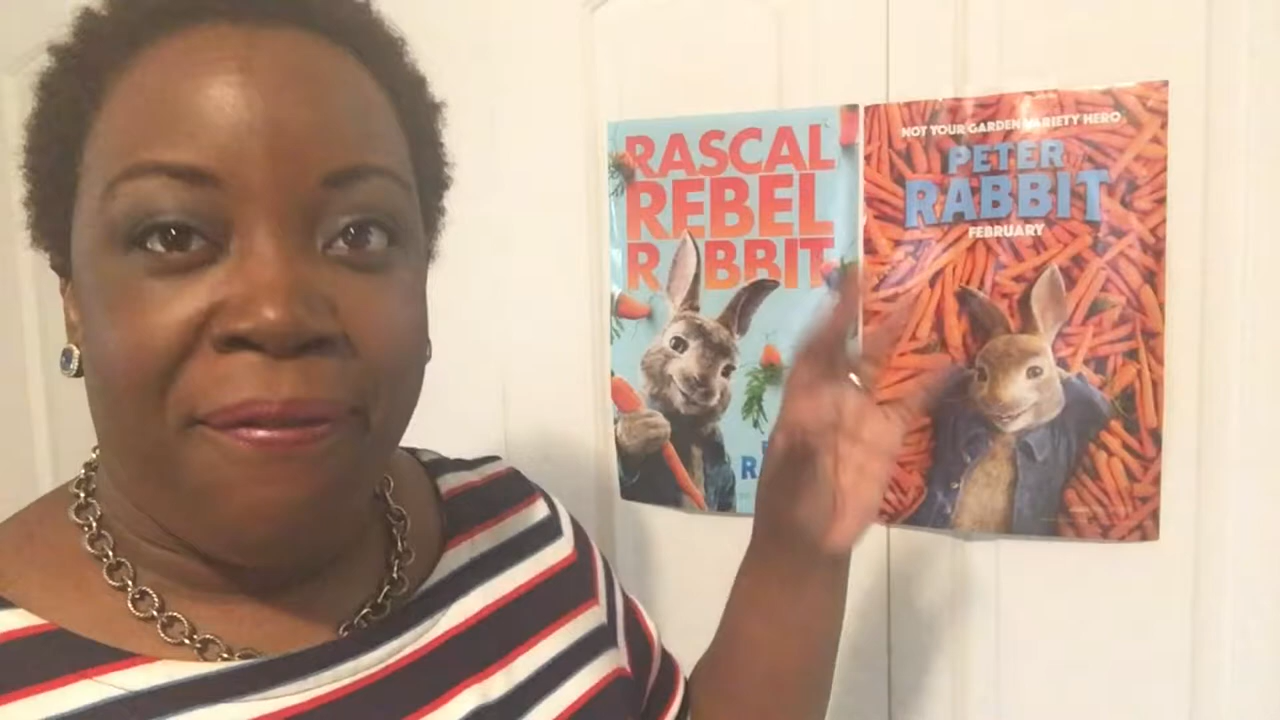 RASCAL
REBEL
RABBIT
NOT YOUR GARDEN VARIETY HERO
PETER
RABBIT
FEBRUARY